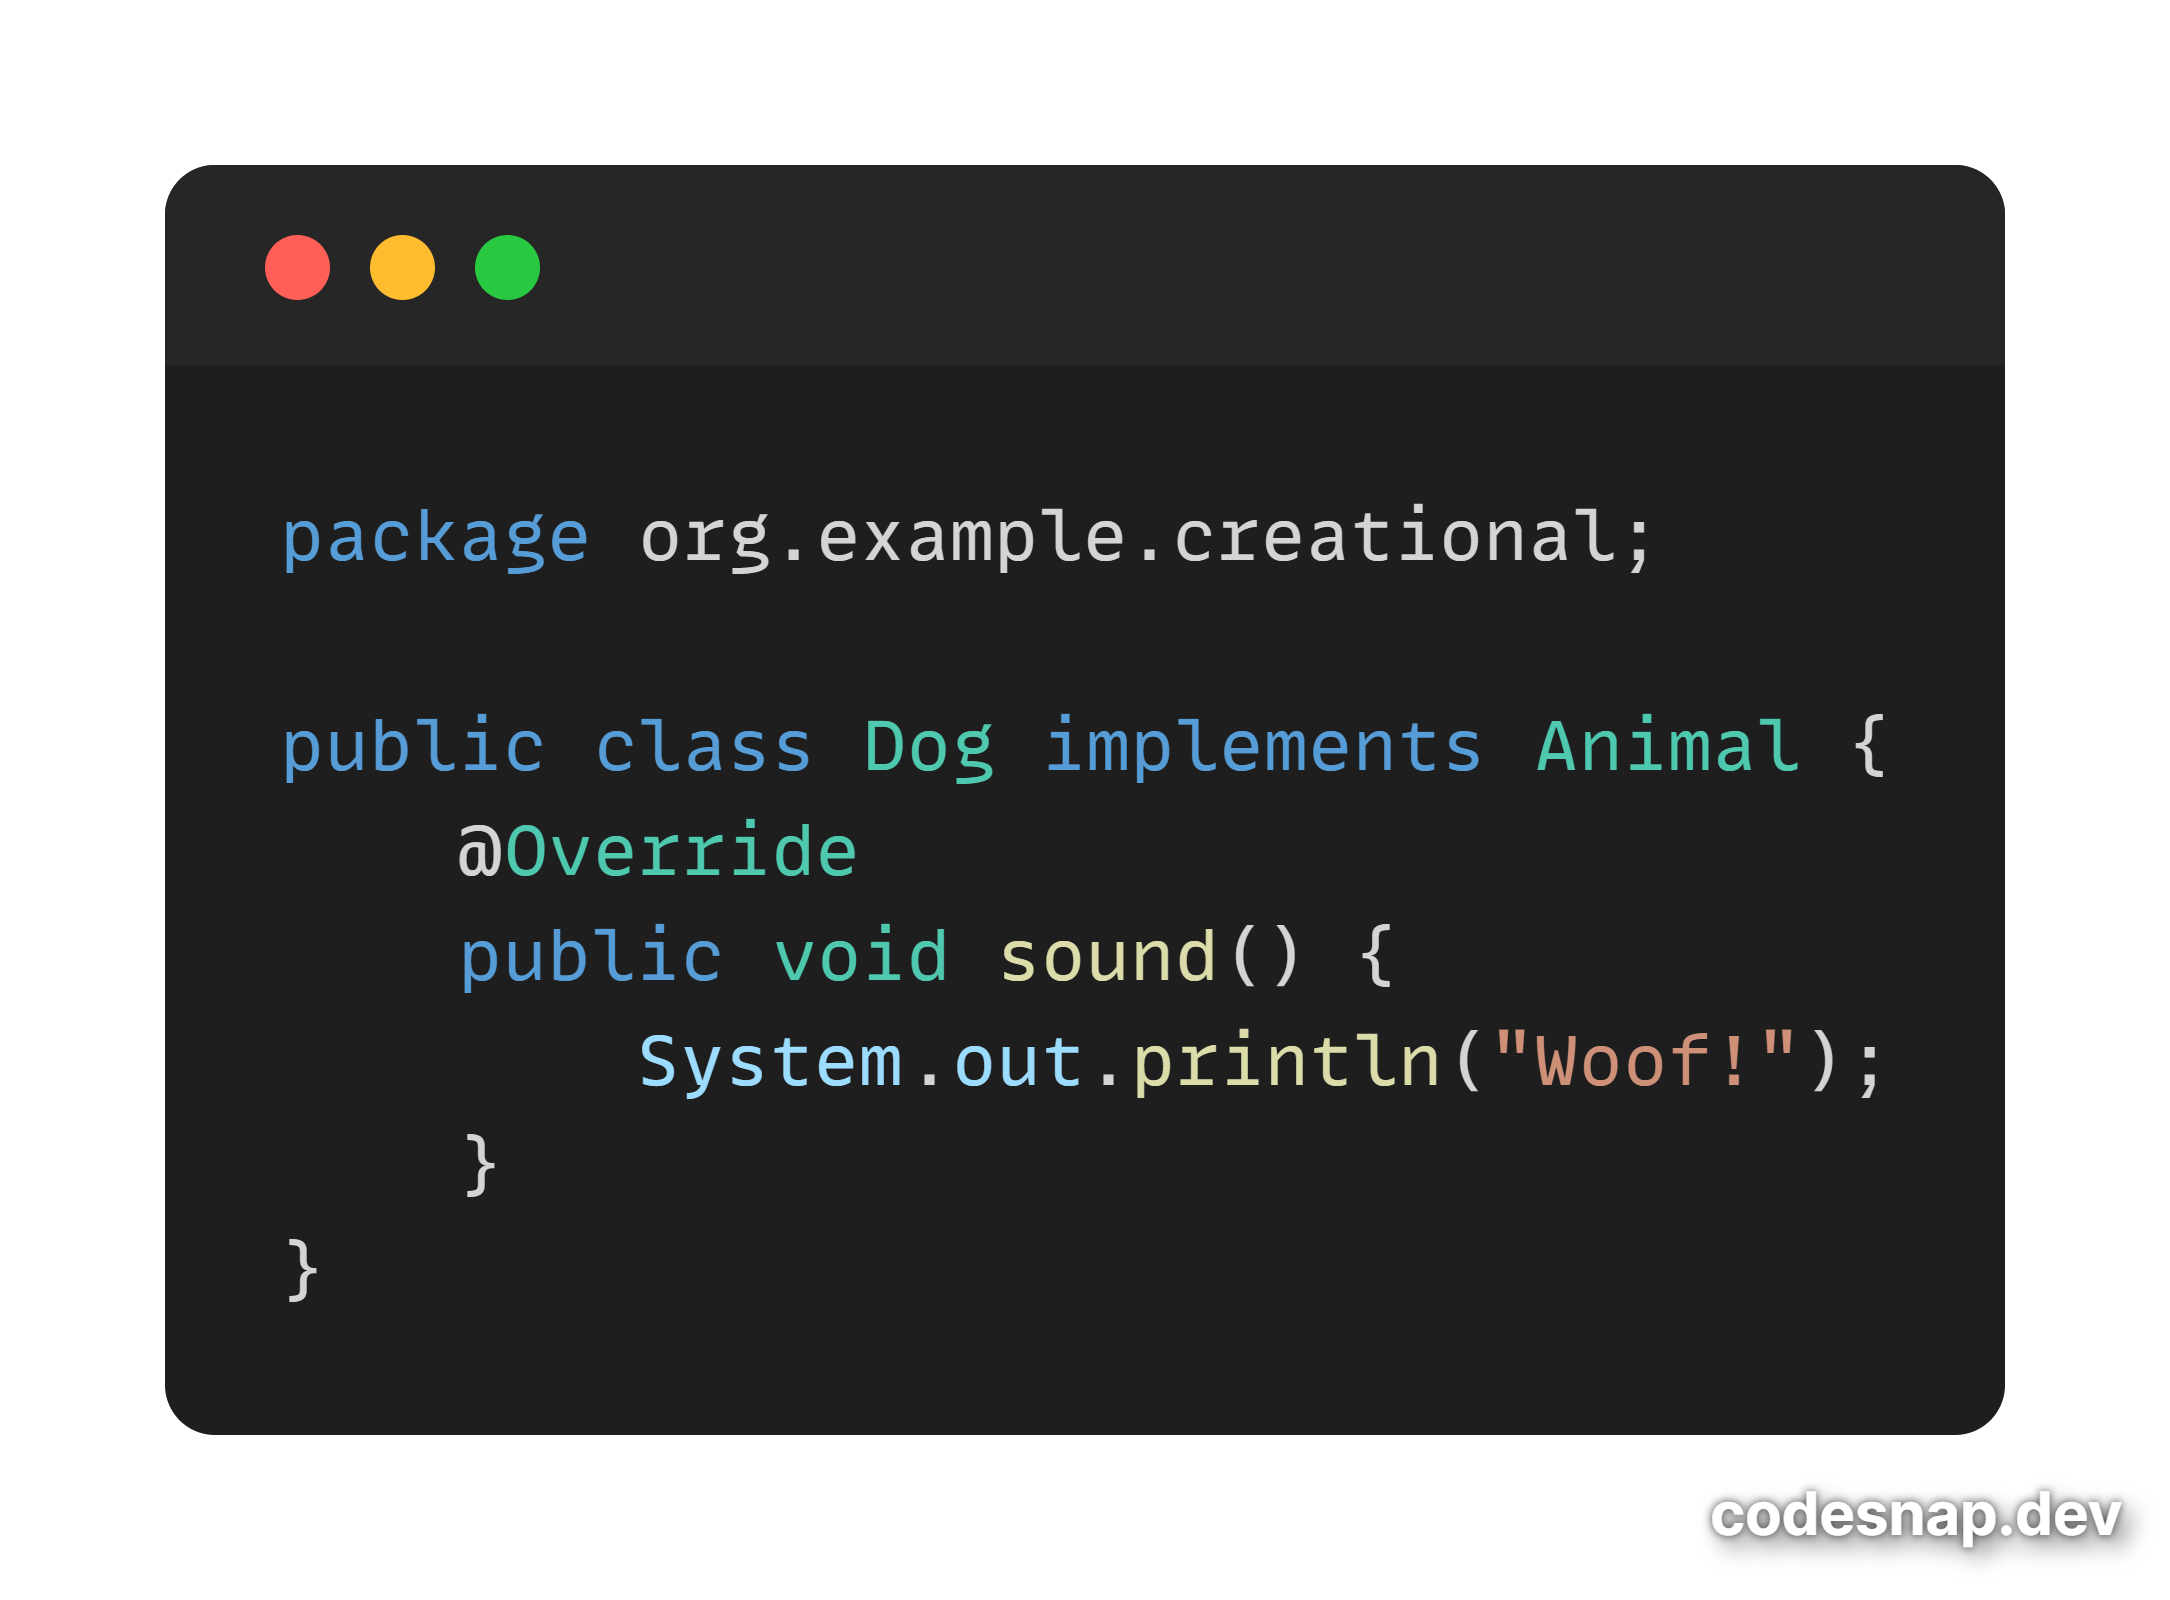 package org.example.creational;

public class Dog implements Animal {
    @Override
    public void sound() {
        System.out.println("Woof!");
    }
}
codesnap.dev